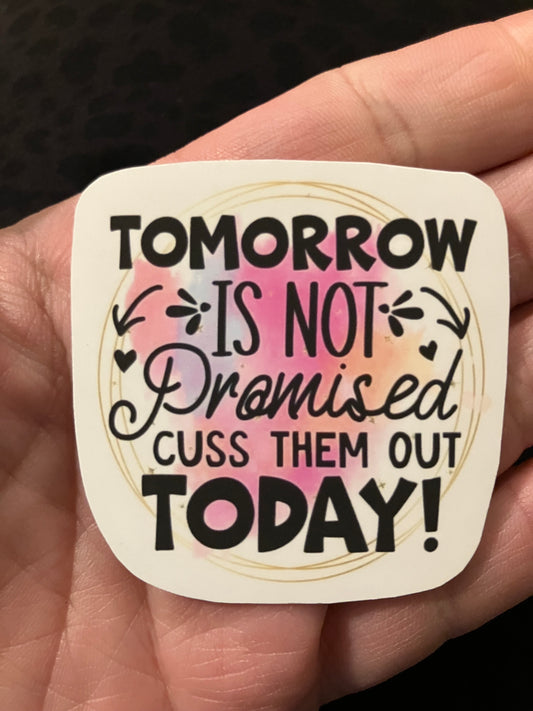 TOMORROW
IS NOT
Promised
CUSS THEM OUT
TODAY!